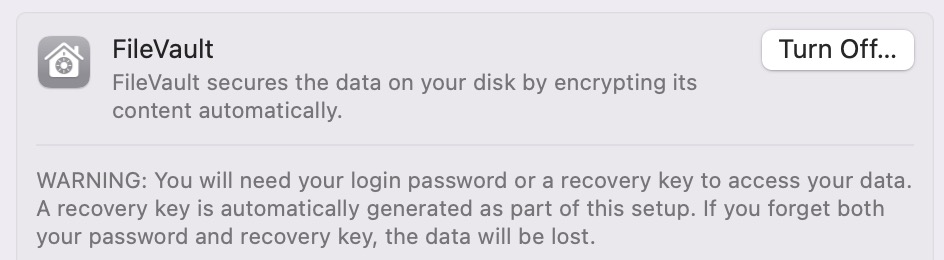 FileVault
Turn Off...
FileVault secures the data on your disk by encrypting its
content automatically.
WARNING: You will need your login password or a recovery key to access your data.
A recovery key is automatically generated as part of this setup. If you forget both
your password and recovery key, the data will be lost.